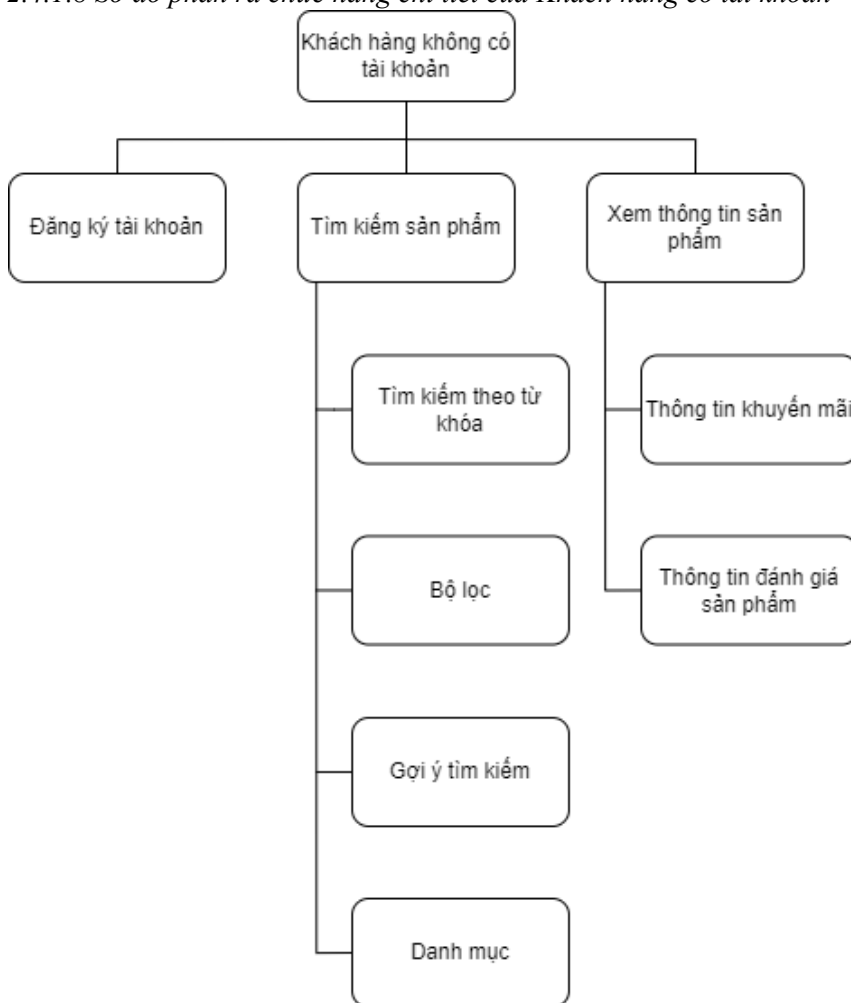 Khách hàng không có
tài khoản
Đăng ký tài khoản
Tìm kiếm sản phẩm
Xem thông tin sản
phẩm
Tìm kiếm theo từ
khóa
Thông tin khuyến mãi
Bộ lọc
Thông tin đánh giá
sản phẩm
Gợi ý tìm kiếm
Danh mục